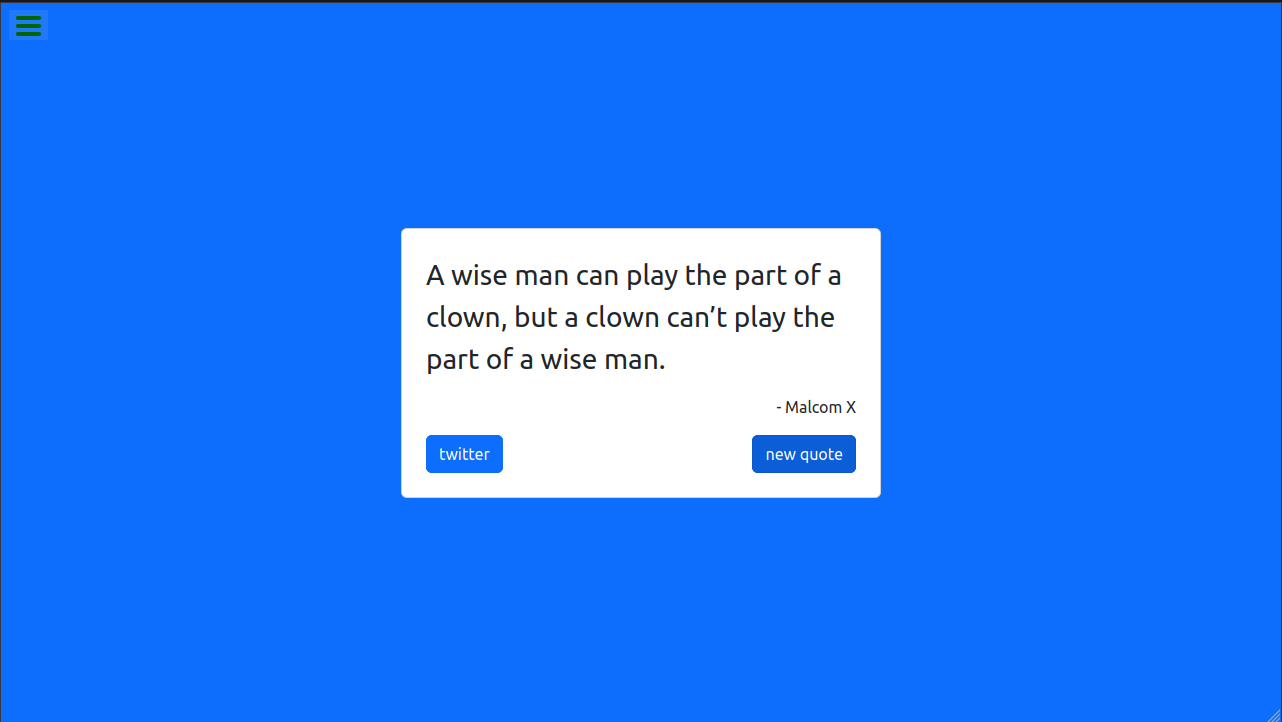 A wise man can play the part of a
clown, but a clown can’t play the
part of a wise man.
- Malcom X
twitter
new quote